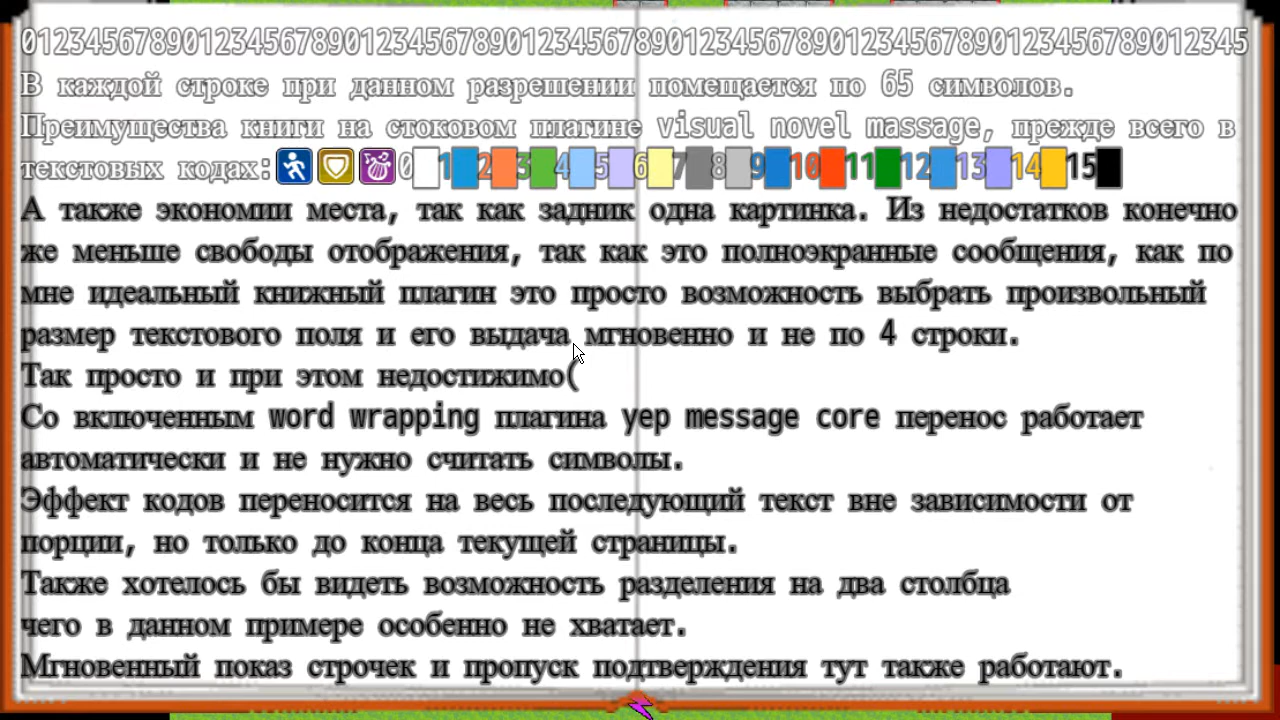 0123456789012345678901234567890123456789012345678901234567890123456789012345
В каждой строке при данном разрешении помещается по 65 символов.
Преимущества книги на стоковом плагине visual novel massage, прежде всего в
текстовых кодах: 0 1 2 3 4 5 6 7 8 9 10 11 12 13 14 15
А также экономии места, так как задник одна картинка. Из недостатков конечно
же меньше свободы отображения, так как это полноэкранные сообщения, как по
мне идеальный книжный плагин это просто возможность выбрать произвольный
размер текстового поля и его выдача мгновенно и не по 4 строки.
Так просто и при этом недостижимо(
Со включенным word wrapping плагина yep message core перенос работает
автоматически и не нужно считать символы.
Эффект кодов переносится на весь последующий текст вне зависимости от
порции, но только до конца текущей страницы.
Также хотелось бы видеть возможность разделения на два столбца
чего в данном примере особенно не хватает.
Мгновенный показ строчек и пропуск подтверждения тут также работают.